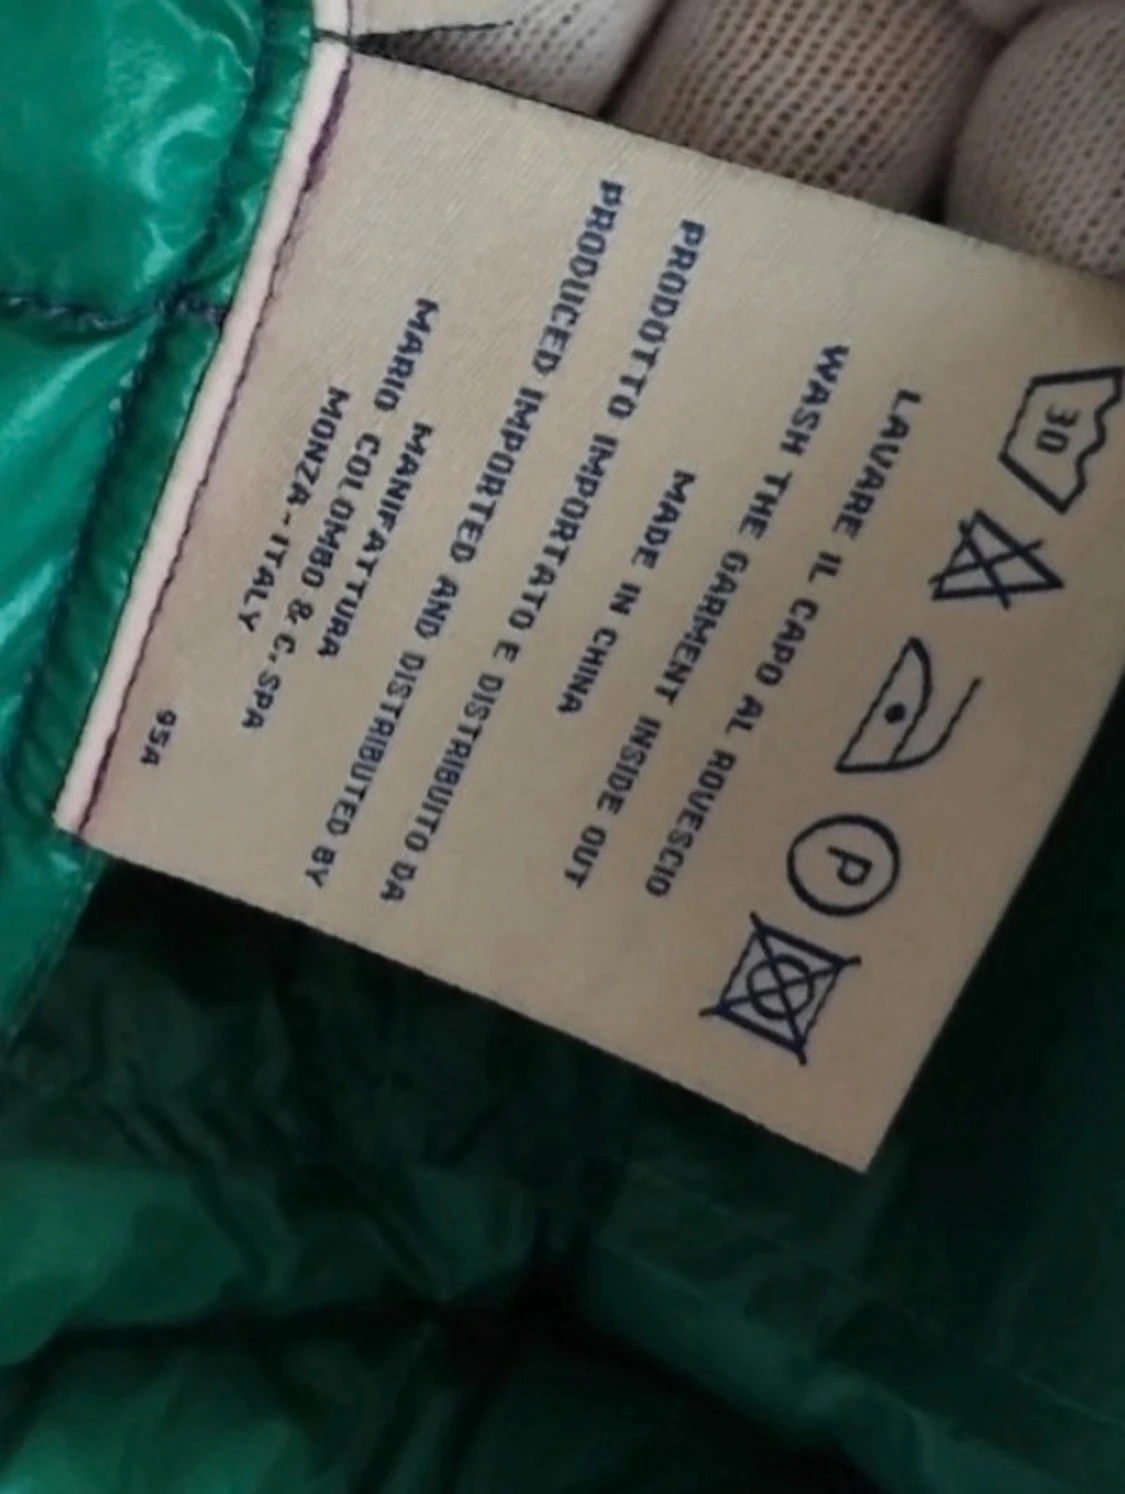 30
P
LAVARE IL CAPO AL ROVESCIO
WASH THE GARMENT INSIDE OUT
MADE IN CHINA
PRODOTTO IMPORTATO E DISTRIBUITO DA
PRODUCED IMPORTED AND DISTRIBUTED BY
MANIFATTURA
MARIO COLOMBO & C. SPA
MONZA-ITALY
95A